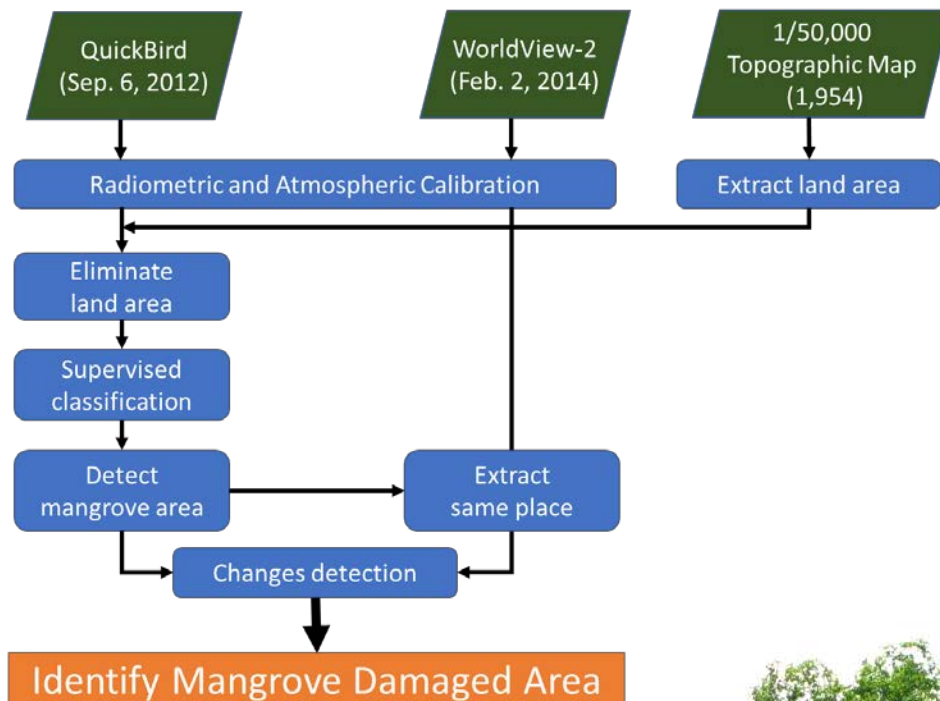 QuickBird
(Sep. 6, 2012)
WorldView-2
(Feb. 2, 2014)
1/50,000
Topographic Map
(1,954)
Radiometric and Atmospheric Calibration
Extract land area
Eliminate
land area
Supervised
classification
Detect
mangrove area
Extract
same place
Changes detection
Identify Mangrove Damaged Area